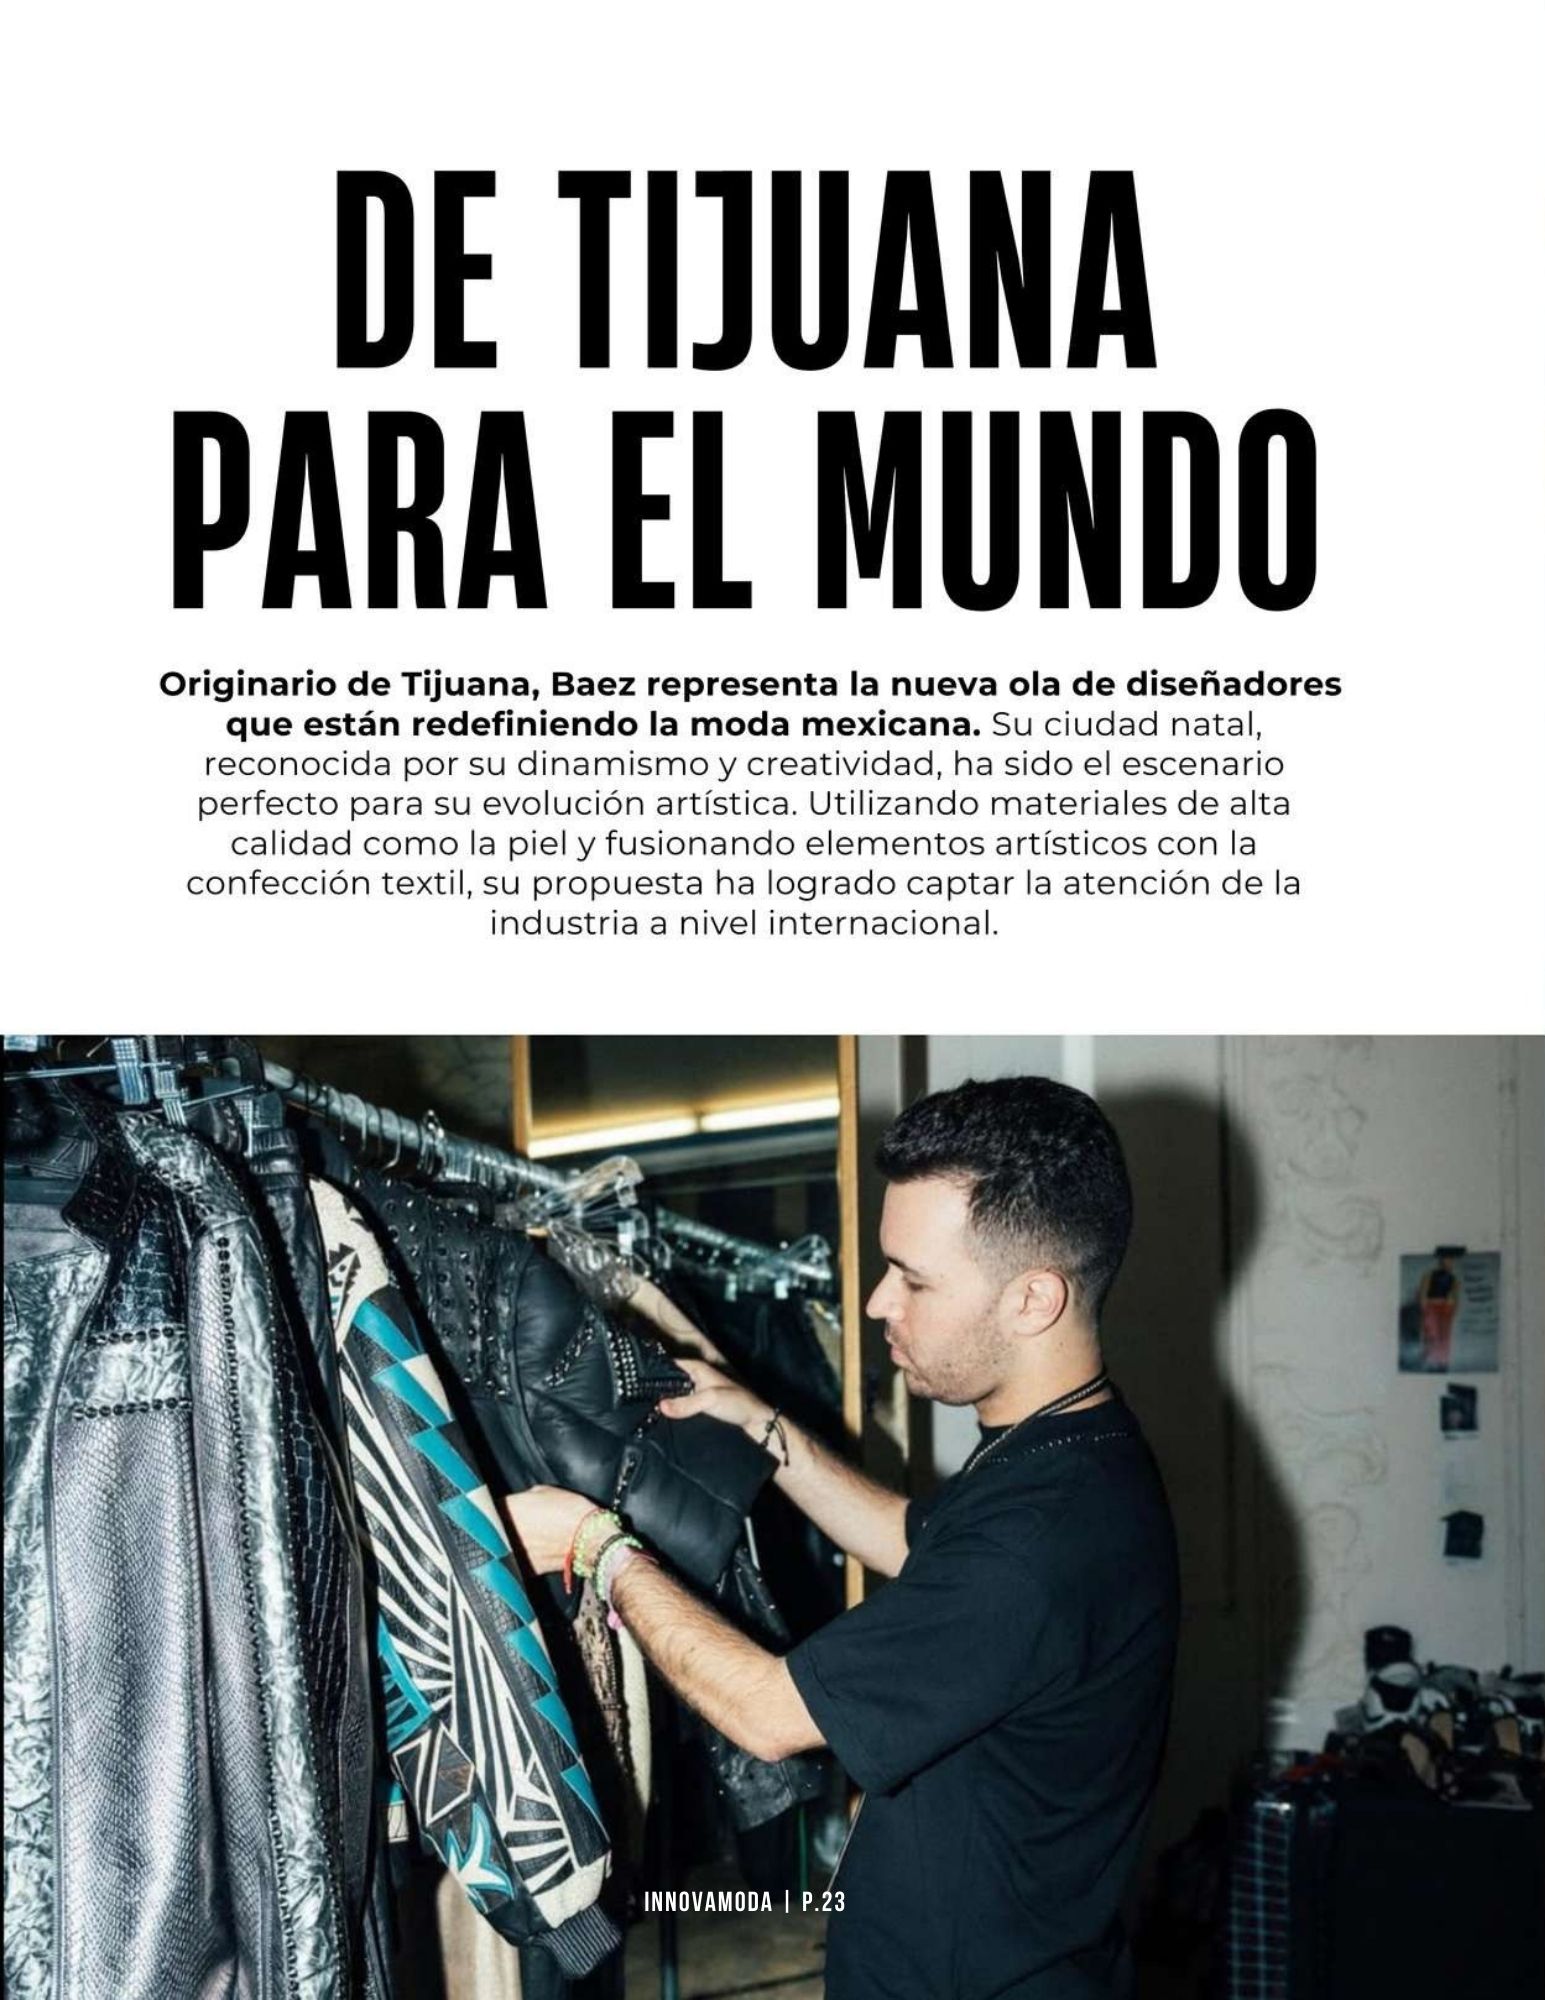 DE TIJUANA
PARA EL MUNDO
Originario de Tijuana, Baez representa la nueva ola de diseñadores
que están redefiniendo la moda mexicana. Su ciudad natal,
reconocida por su dinamismo y creatividad, ha sido el escenario
perfecto para su evolución artística. Utilizando materiales de alta
calidad como la piel y fusionando elementos artísticos con la
confección textil, su propuesta ha logrado captar la atención de la
industria a nivel internacional.
INNOVAMODA | P.23